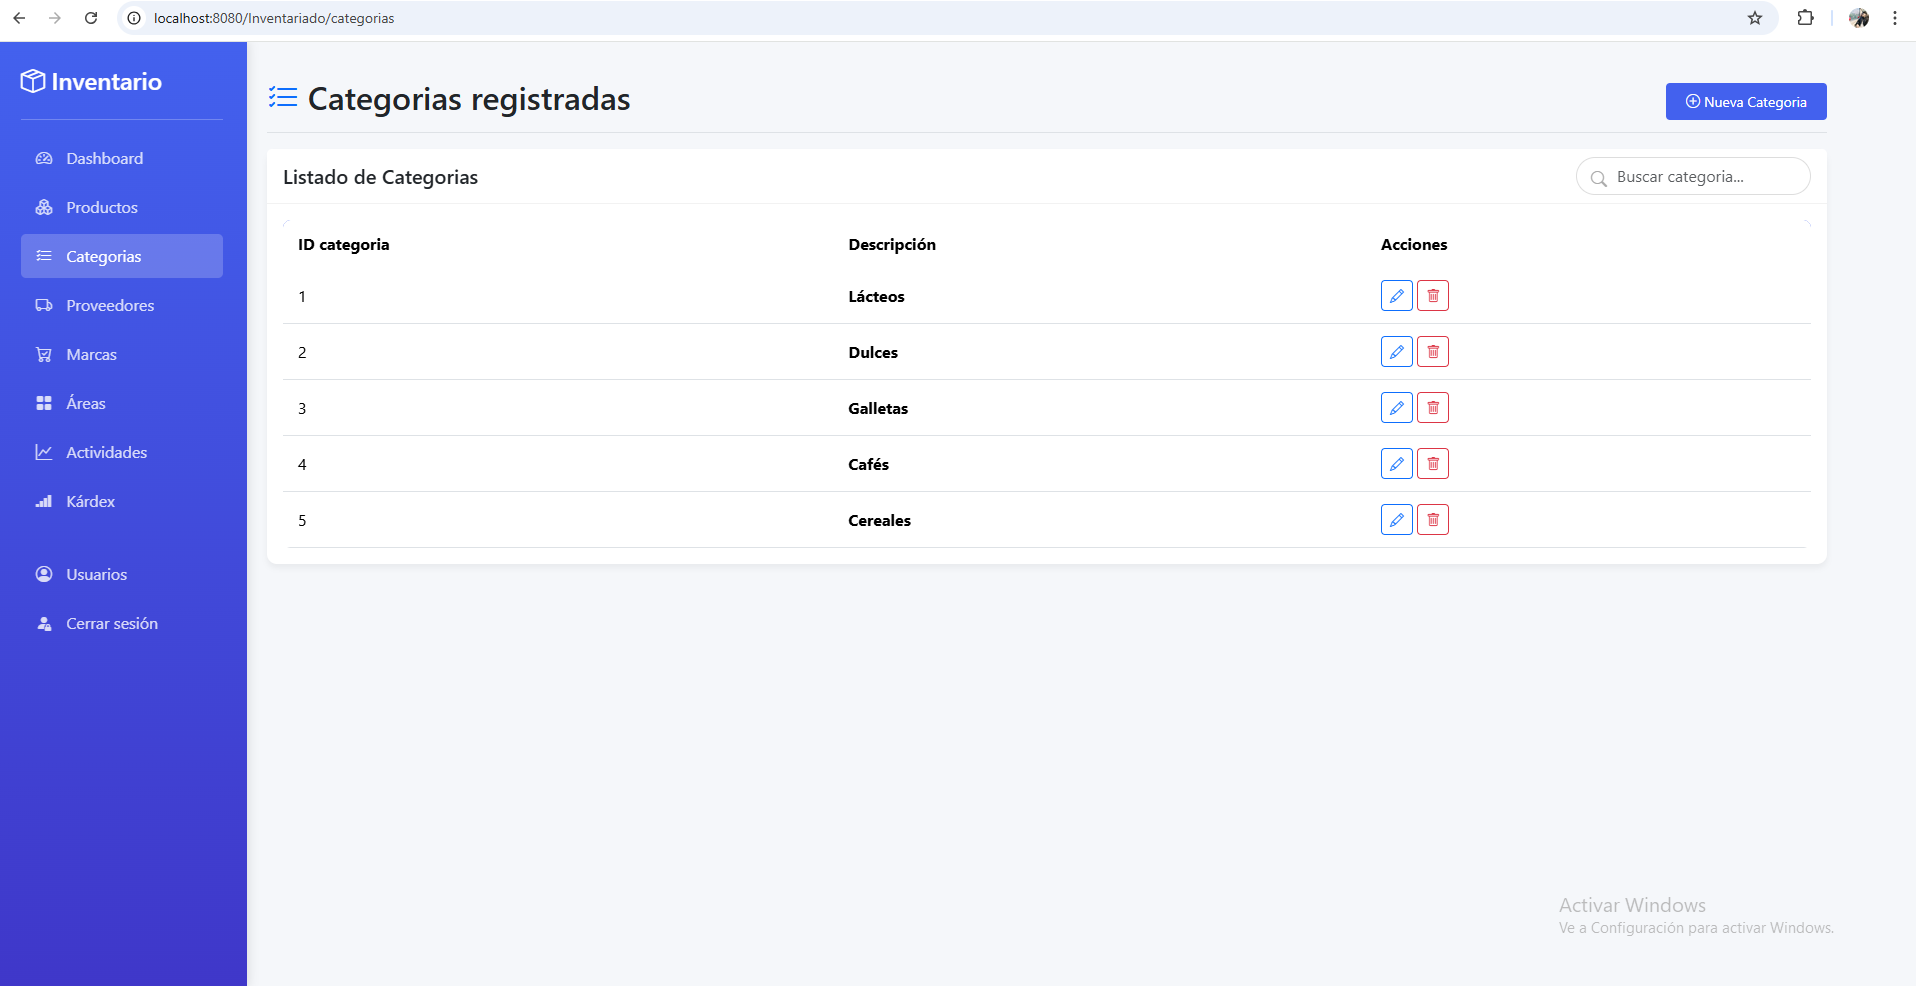 localhost:8080/Inventariado/categorias
Inventario
Dashboard
Productos
Categorias
Proveedores
Marcas
Áreas
Actividades
Kárdex
Usuarios
Cerrar sesión
Categorias registradas
Nueva Categoria
Listado de Categorias
Buscar categoria...
ID categoria Descripción Acciones
1 Lácteos
2 Dulces
3 Galletas
4 Cafés
5 Cereales
Activar Windows
Ve a Configuración para activar Windows.